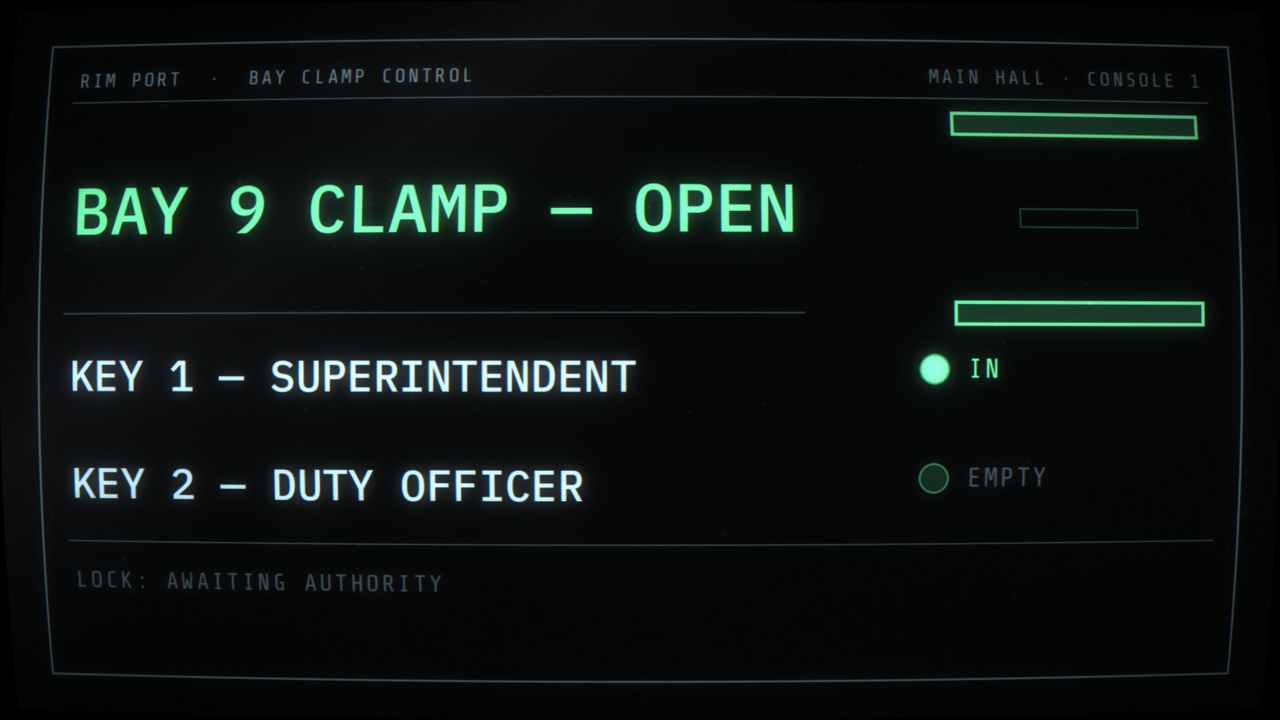 RIM PORT · BAY CLAMP CONTROL
MAIN HALL · CONSOLE 1
BAY 9 CLAMP — OPEN
KEY 1 — SUPERINTENDENT
IN
KEY 2 — DUTY OFFICER
EMPTY
LOCK: AWAITING AUTHORITY